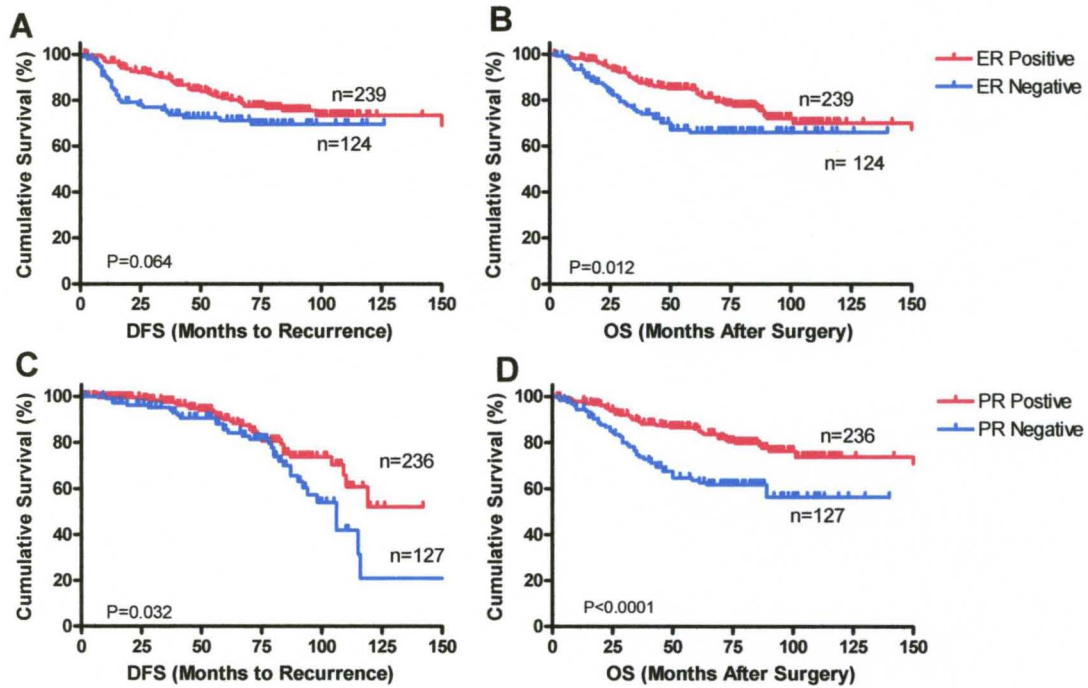 A
Cumulative Survival (%)
100
80
60
40
20
0
n=239
n=124
P=0.064
0 25 50 75 100 125 150
DFS (Months to Recurrence)
B
Cumulative Survival (%)
100
80
60
40
20
0
n=239
n= 124
P=0.012
0 25 50 75 100 125 150
OS (Months After Surgery)
ER Positive
ER Negative
C
Cumulative Survival (%)
100
80
60
40
20
0
n=236
n=127
P=0.032
0 25 50 75 100 125 150
DFS (Months to Recurrence)
D
Cumulative Survival (%)
100
80
60
40
20
0
n=236
n=127
P<0.0001
0 25 50 75 100 125 150
OS (Months After Surgery)
PR Postive
PR Negative